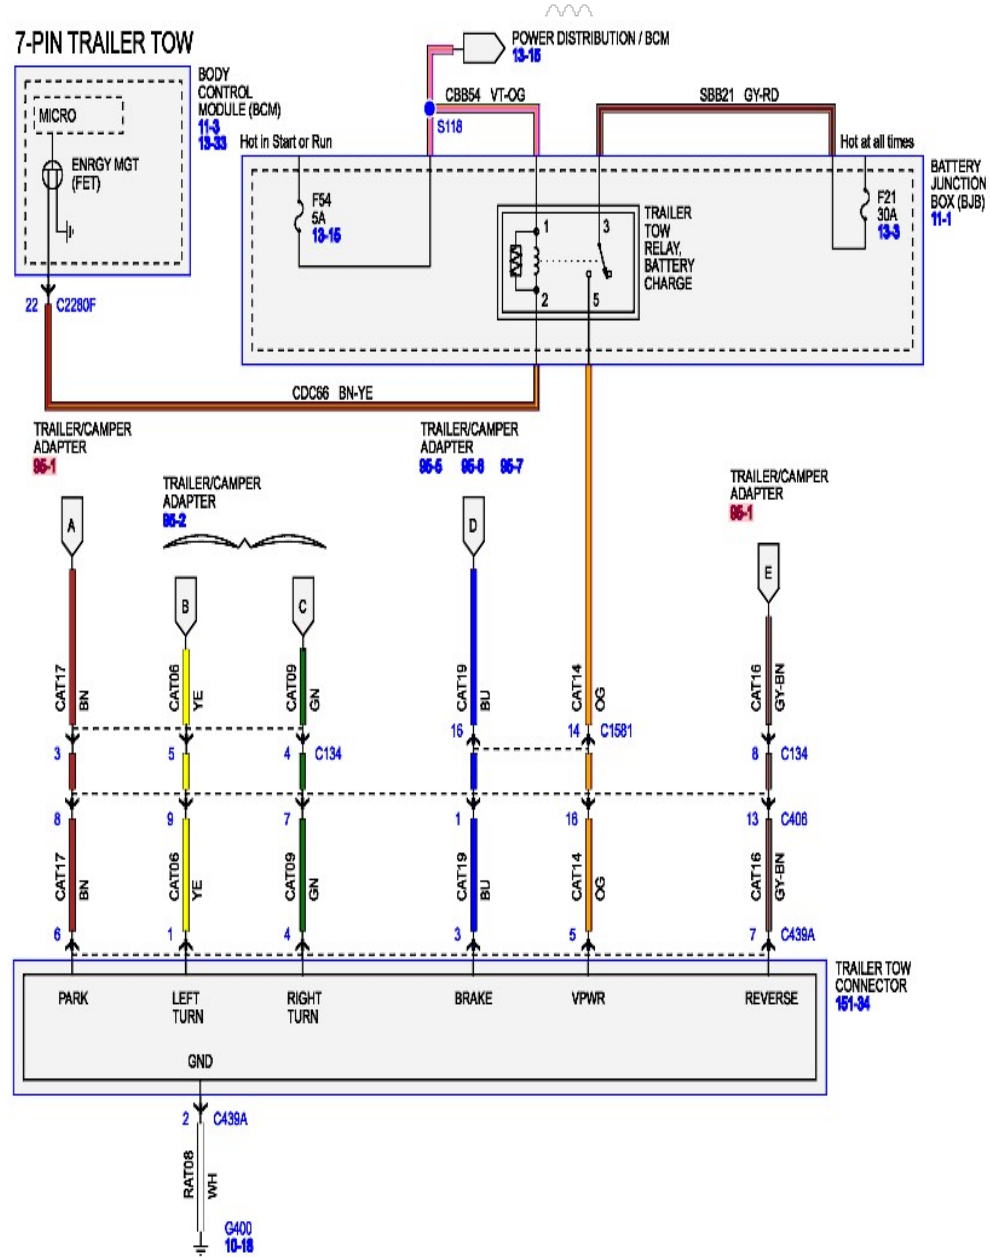 7-PIN TRAILER TOW
POWER DISTRIBUTION / BCM
13-15
BODY
CONTROL
MODULE (BCM)
11-3
13-33
MICRO
ENRGY MGT
(FET)
22 C2280F
CBB54 VT-OG
S118
SBB21 GY-RD
Hot in Start or Run
Hot at all times
BATTERY
JUNCTION
BOX (BJB)
11-1
F54
5A
13-15
F21
30A
13-3
TRAILER
TOW
RELAY,
BATTERY
CHARGE
1 3
2 5
CDC66 BN-YE
TRAILER/CAMPER
ADAPTER
95-1
TRAILER/CAMPER
ADAPTER
95-2
TRAILER/CAMPER
ADAPTER
95-5 95-6 95-7
TRAILER/CAMPER
ADAPTER
95-1
A
B
C
D
E
CAT17 BN
CAT06 YE
CAT09 GN
CAT19 BU
CAT14 OG
CAT16 GY-BN
16 14 C1581
3 5 4 C134
8 C134
8 9 7 1 16 13 C406
CAT17 BN
CAT06 YE
CAT09 GN
CAT19 BU
CAT14 OG
CAT16 GY-BN
6 1 4 3 5 7 C439A
TRAILER TOW
CONNECTOR
151-34
PARK
LEFT
TURN
RIGHT
TURN
BRAKE
VPWR
REVERSE
GND
2 C439A
RAT08 WH
G400
10-18